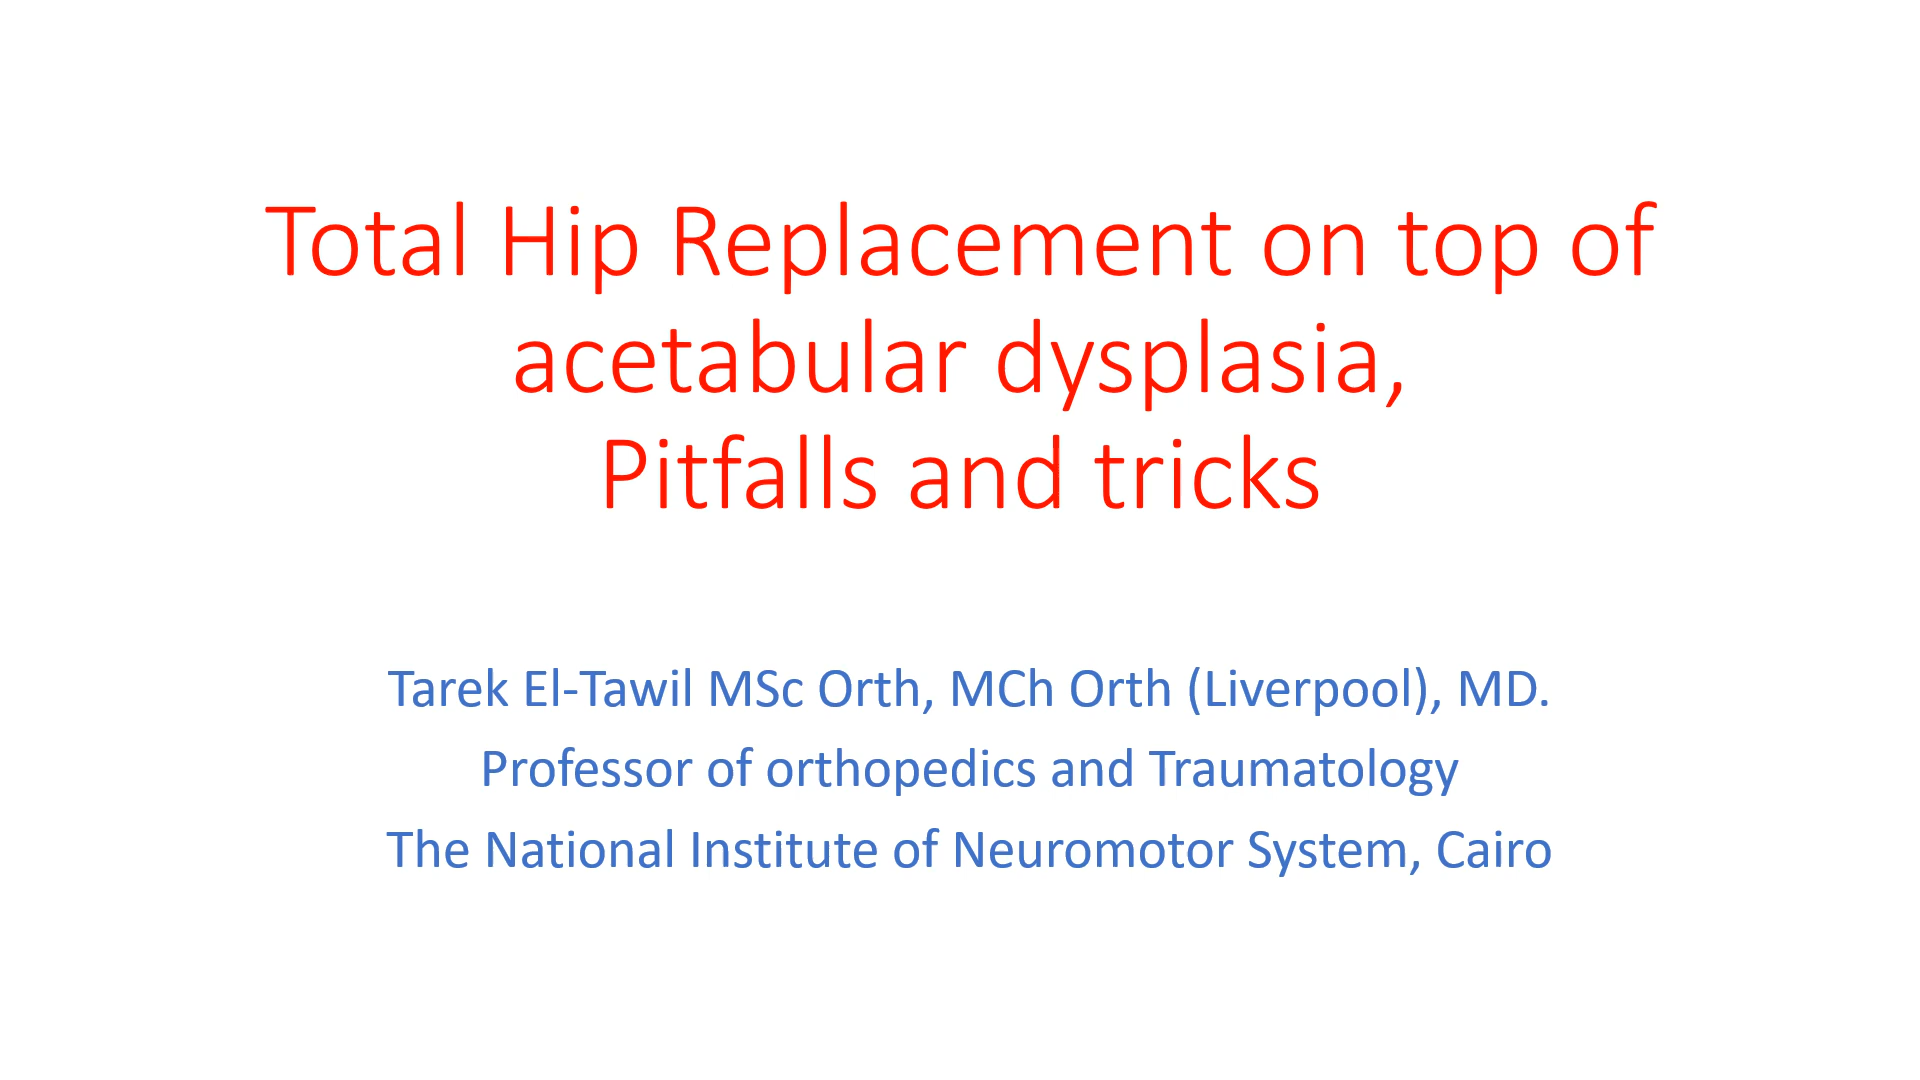 Total Hip Replacement on top of
acetabular dysplasia,
Pitfalls and tricks
Tarek El-Tawil MSc Orth, MCh Orth (Liverpool), MD.
Professor of orthopedics and Traumatology
The National Institute of Neuromotor System, Cairo